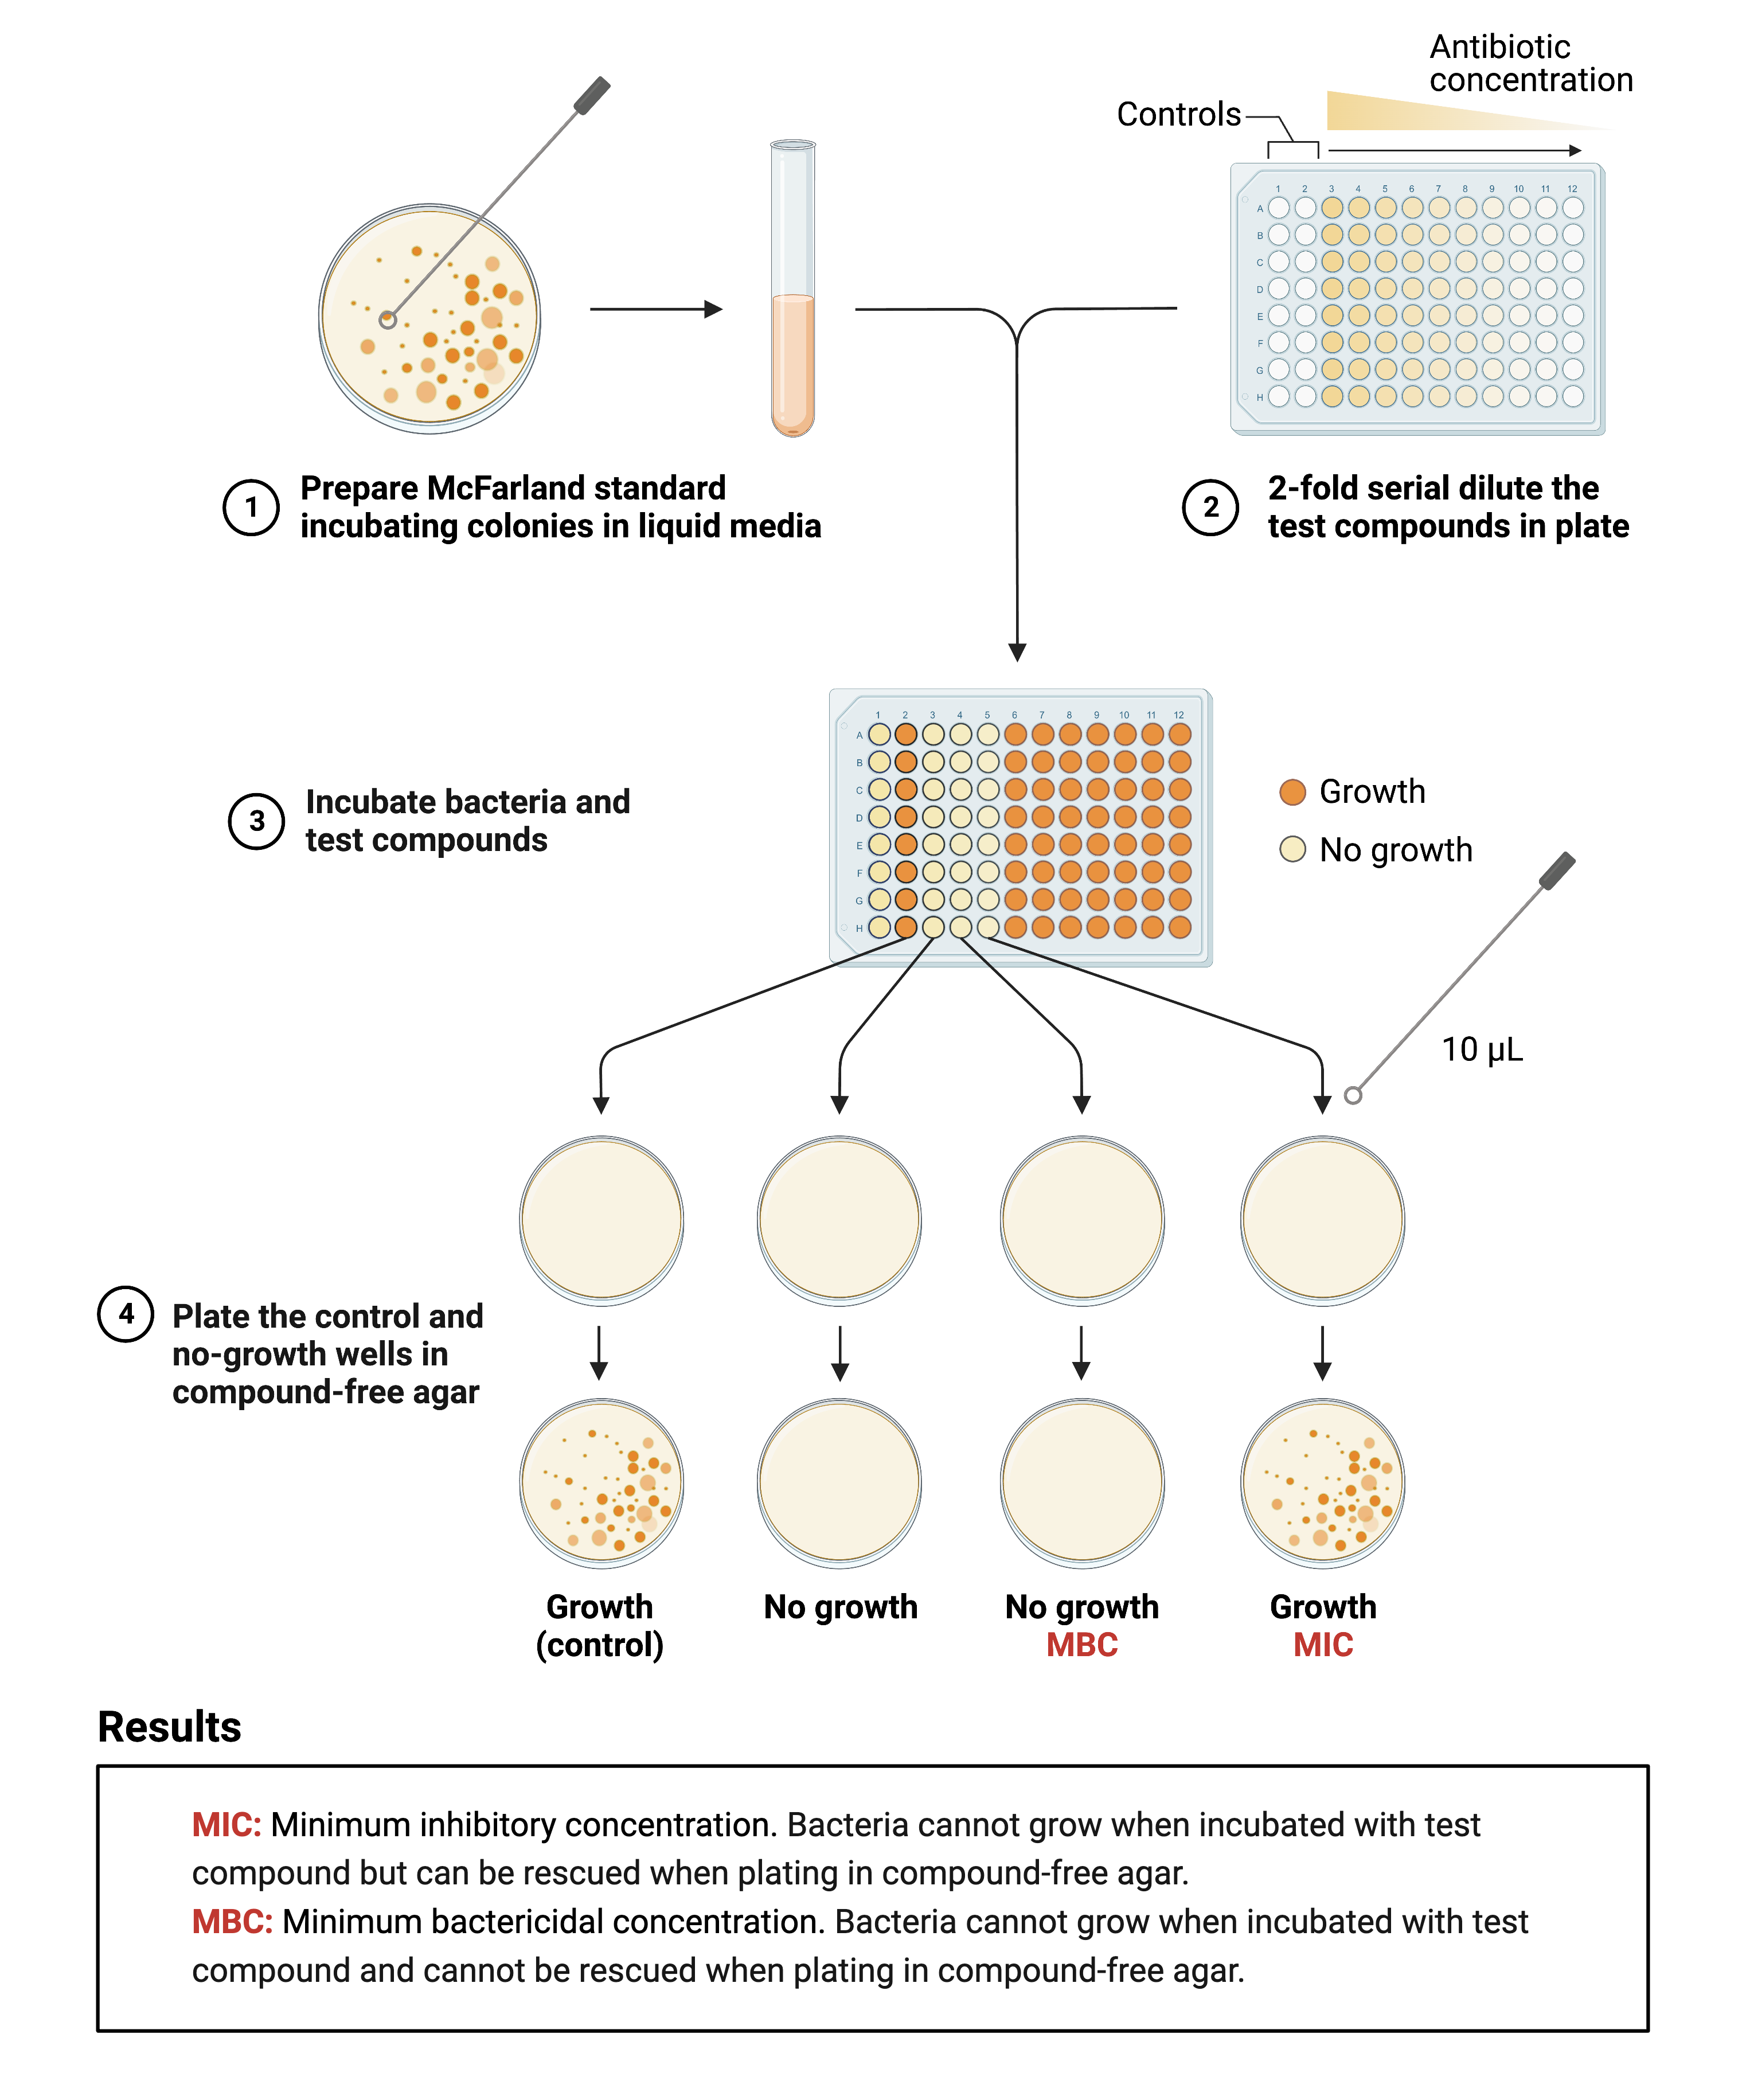 Antibiotic
concentration
Controls
1 2 3 4 5 6 7 8 9 10 11 12
A
B
C
D
E
F
G
H
1
Prepare McFarland standard
incubating colonies in liquid media
2
2-fold serial dilute the
test compounds in plate
1 2 3 4 5 6 7 8 9 10 11 12
A
B
C
D
E
F
G
H
3
Incubate bacteria and
test compounds
Growth
No growth
10 µL
4
Plate the control and
no-growth wells in
compound-free agar
Growth
(control)
No growth
No growth
MBC
Growth
MIC
Results
MIC: Minimum inhibitory concentration. Bacteria cannot grow when incubated with test
compound but can be rescued when plating in compound-free agar.
MBC: Minimum bactericidal concentration. Bacteria cannot grow when incubated with test
compound and cannot be rescued when plating in compound-free agar.